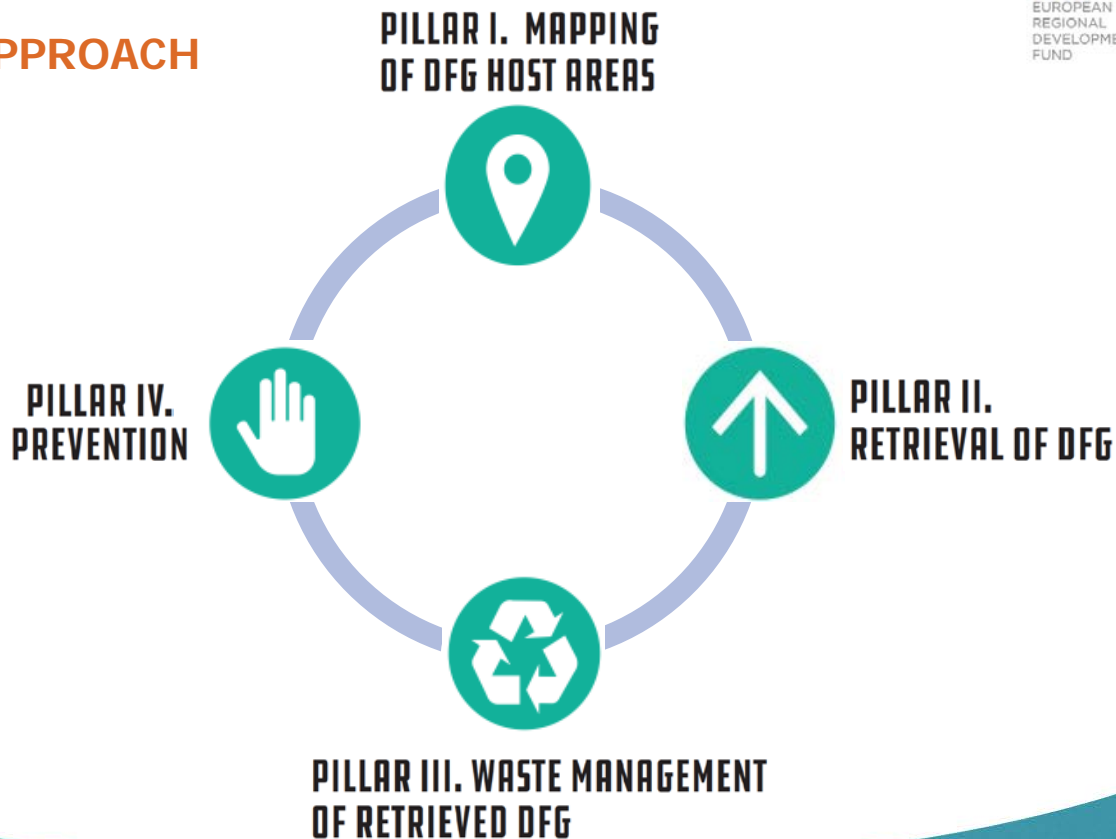 PPROACH
PILLAR I. MAPPING
OF DFG HOST AREAS
EUROPEAN
REGIONAL
DEVELOPME
FUND
PILLAR IV.
PREVENTION
PILLAR II.
RETRIEVAL OF DFG
PILLAR III. WASTE MANAGEMENT
OF RETRIEVED DFG